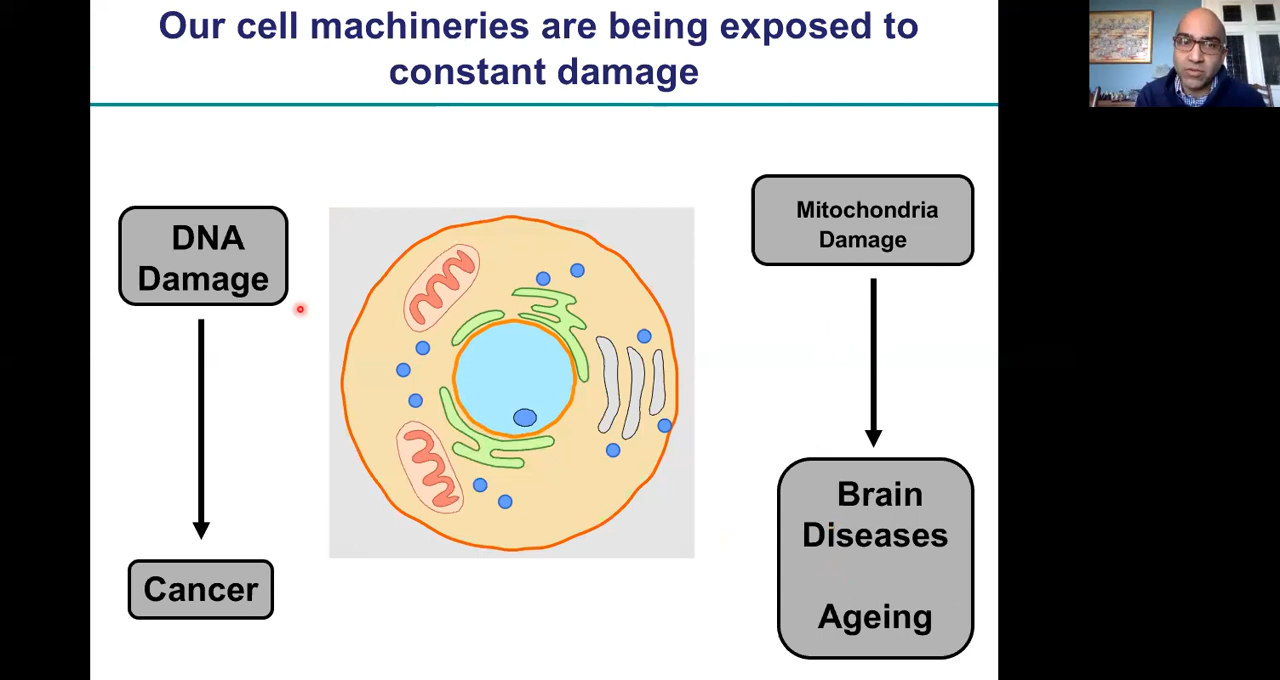 Our cell machineries are being exposed to
constant damage
DNA
Damage
Cancer
Mitochondria
Damage
Brain
Diseases
Ageing